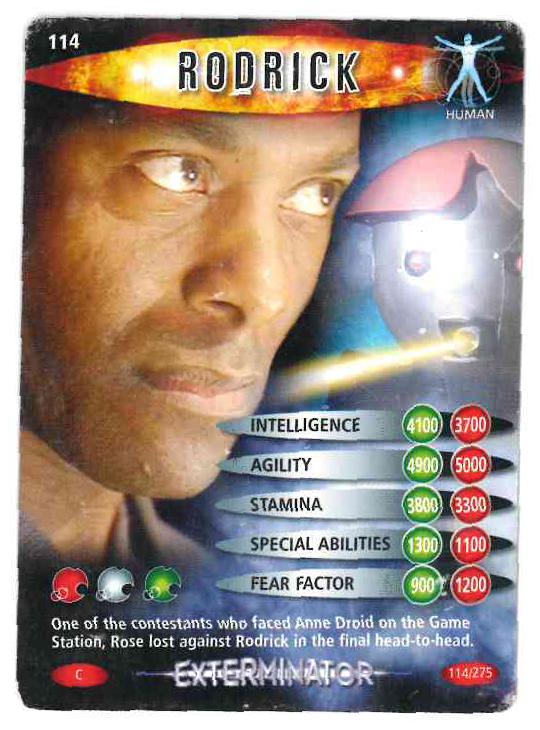 114
RODRICK
HUMAN
INTELLIGENCE 4100 3700
AGILITY 4900 5000
STAMINA 3800 3300
SPECIAL ABILITIES 1300 1100
FEAR FACTOR 900 1200
One of the contestants who faced Anne Droid on the Game
Station, Rose lost against Rodrick in the final head-to-head.
C EXTERMINATOR 114/275